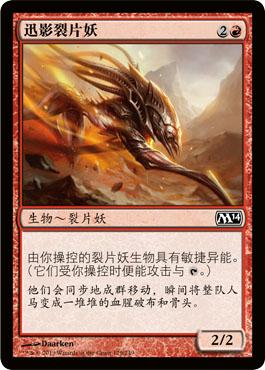 迅影裂片妖 2
生物～裂片妖 M14
由你操控的裂片妖生物具有敏捷异能。
（它们受你操控时便能攻击与 。）
他们会同步地成群移动，瞬间将整队人
马变成一堆堆的血腥破布和骨头。
Daarken 2/2